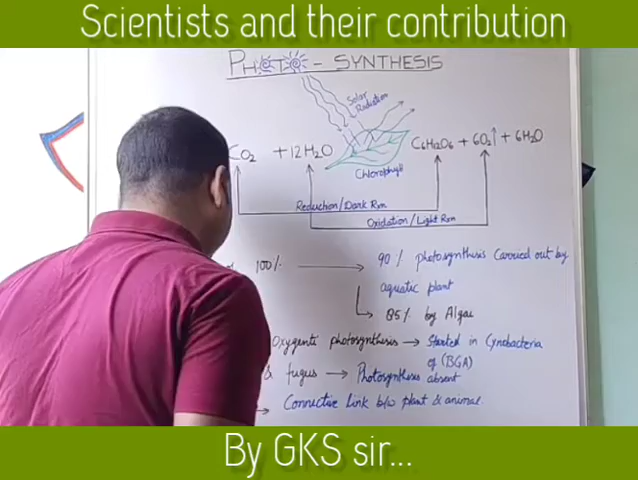 Scientists and their contribution
PHOTO - SYNTHESIS
Solar
Radiation
CO2 + 12H2O
C6H12O6 + 6O2↑ + 6H2O
Chlorophyll
Reduction/Dark Rxn
Oxidation/Light Rxn
100% → 90% photosynthesis Carried out by
aquatic plant
→ 85% by Algae
Oxygenic photosynthesis → Started in Cynobacteria
of (BGA)
& fugus → Photosynthesis absent
→ Connective Link b/w plant & animal.
By GKS sir...